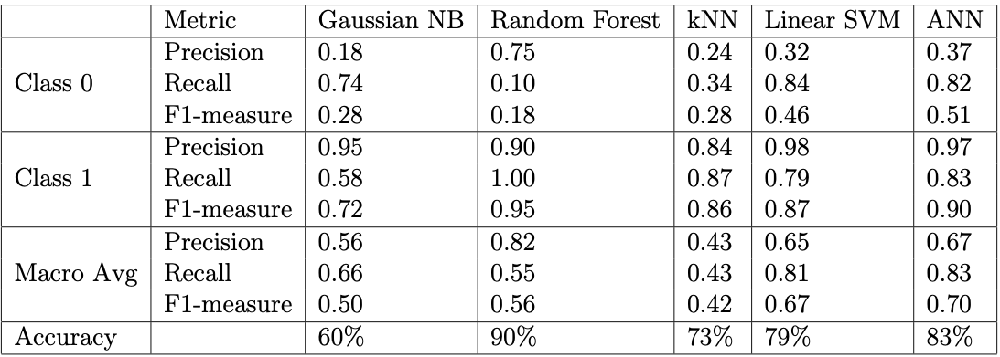 Metric Gaussian NB Random Forest kNN Linear SVM ANN
Precision 0.18 0.75 0.24 0.32 0.37
Class 0 Recall 0.74 0.10 0.34 0.84 0.82
F1-measure 0.28 0.18 0.28 0.46 0.51
Precision 0.95 0.90 0.84 0.98 0.97
Class 1 Recall 0.58 1.00 0.87 0.79 0.83
F1-measure 0.72 0.95 0.86 0.87 0.90
Precision 0.56 0.82 0.43 0.65 0.67
Macro Avg Recall 0.66 0.55 0.43 0.81 0.83
F1-measure 0.50 0.56 0.42 0.67 0.70
Accuracy 60% 90% 73% 79% 83%